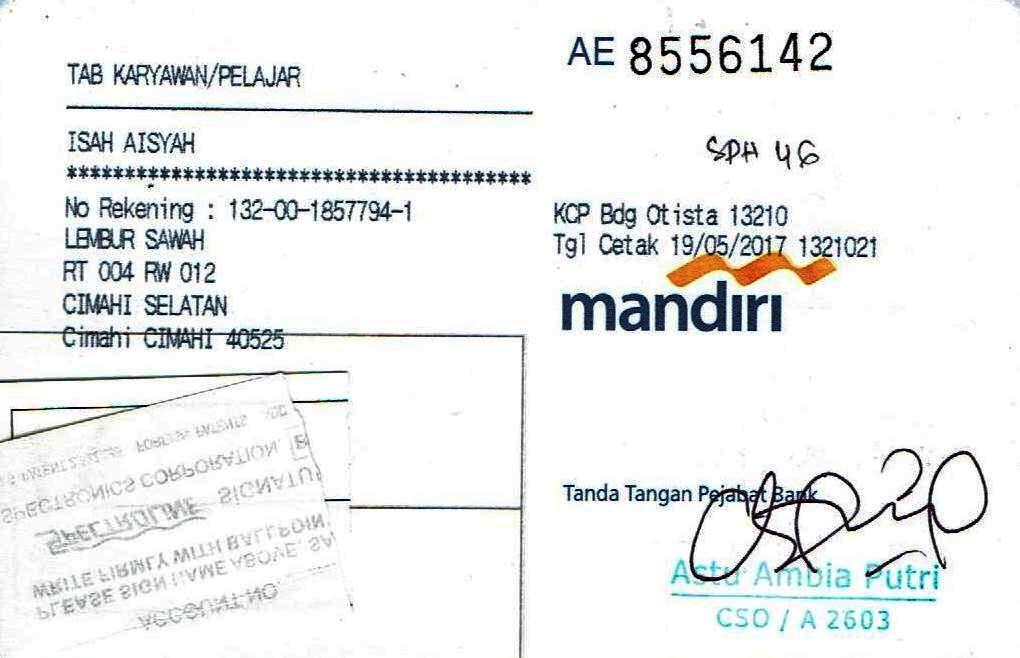 TAB KARYAWAN/PELAJAR
ISAH AISYAH
****************************************
No Rekening : 132-00-1857794-1
LEMBUR SAWAH
RT 004 RW 012
CIMAHI SELATAN
Cimahi CIMAHI 40525
AE 8556142
SPH 46
KCP Bdg Otista 13210
Tgl Cetak 19/05/2017 1321021
mandiri
Tanda Tangan Pejabat Bank
Astu Ambia Putri
CSO / A 2603
ACCOUNT NO
PLEASE SIGN NAME ABOVE,
WRITE FIRMLY WITH BALLPOIN
SPECTROLINE SIGNATU
SPECTRONICS CORPORATION
FOREIGN PATENTS